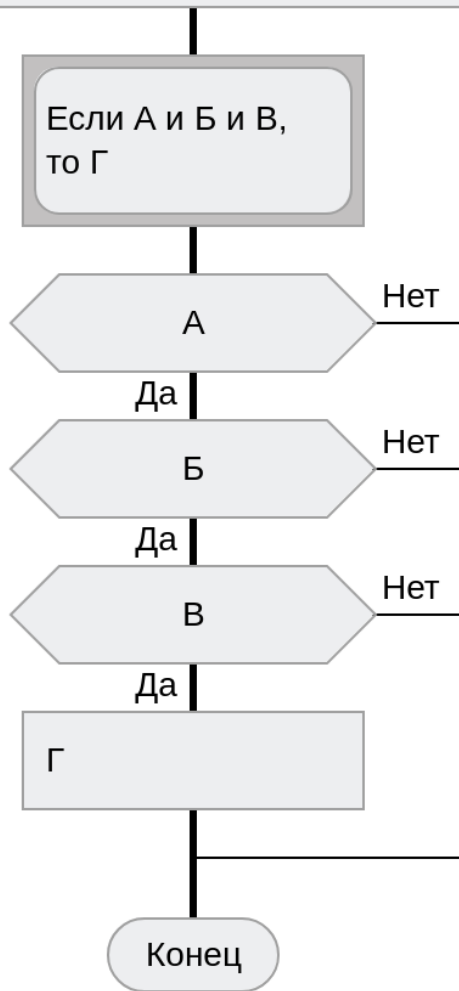 Если А и Б и В,
то Г
А
Нет
Да
Б
Нет
Да
В
Нет
Да
Г
Конец